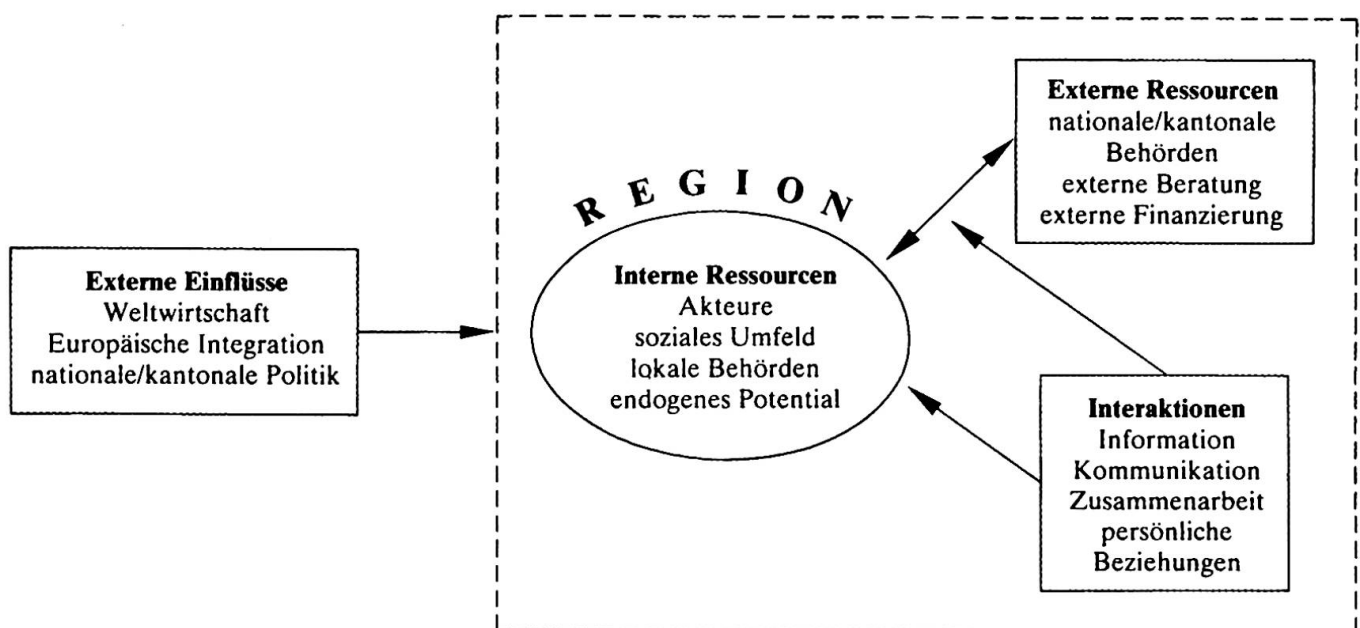 Externe Ressourcen
nationale/kantonale
Behörden
externe Beratung
externe Finanzierung
REGION
Externe Einflüsse
Weltwirtschaft
Europäische Integration
nationale/kantonale Politik
Interne Ressourcen
Akteure
soziales Umfeld
lokale Behörden
endogenes Potential
Interaktionen
Information
Kommunikation
Zusammenarbeit
persönliche
Beziehungen